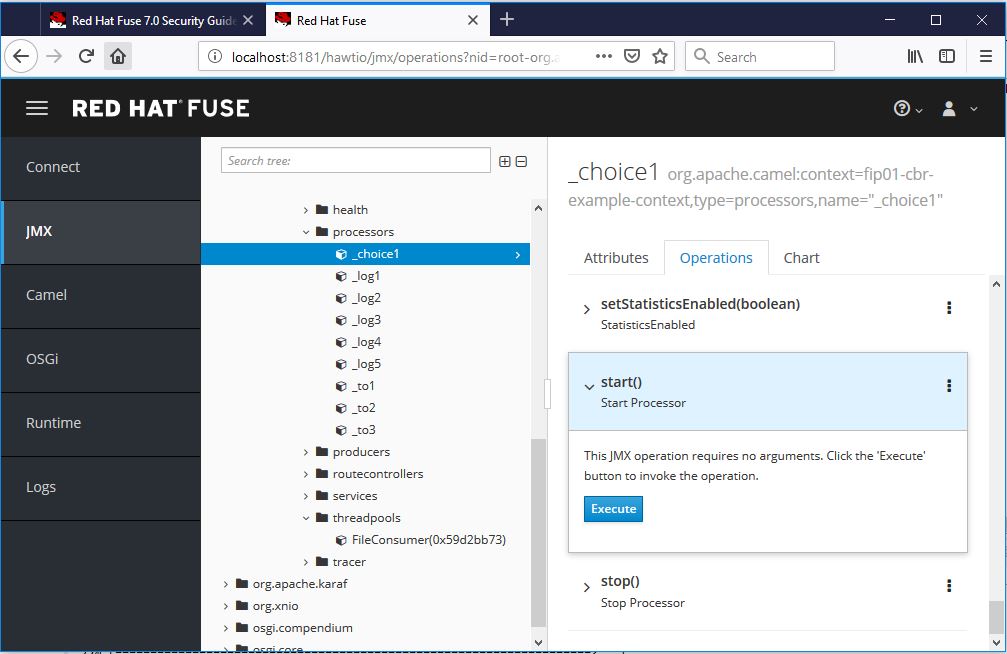 Red Hat Fuse 7.0 Security Guide
Red Hat Fuse
localhost:8181/hawtio/jmx/operations?nid=root-org.a
Search
RED HAT FUSE
Connect
JMX
Camel
OSGi
Runtime
Logs
Search tree:
health
processors
_choice1
_log1
_log2
_log3
_log4
_log5
_to1
_to2
_to3
producers
routecontrollers
services
threadpools
FileConsumer(0x59d2bb73)
tracer
org.apache.karaf
org.xnio
osgi.compendium
osgi.core
_choice1 org.apache.camel:context=fip01-cbr-
example-context,type=processors,name="_choice1"
Attributes Operations Chart
setStatisticsEnabled(boolean)
StatisticsEnabled
start()
Start Processor
This JMX operation requires no arguments. Click the 'Execute'
button to invoke the operation.
Execute
stop()
Stop Processor